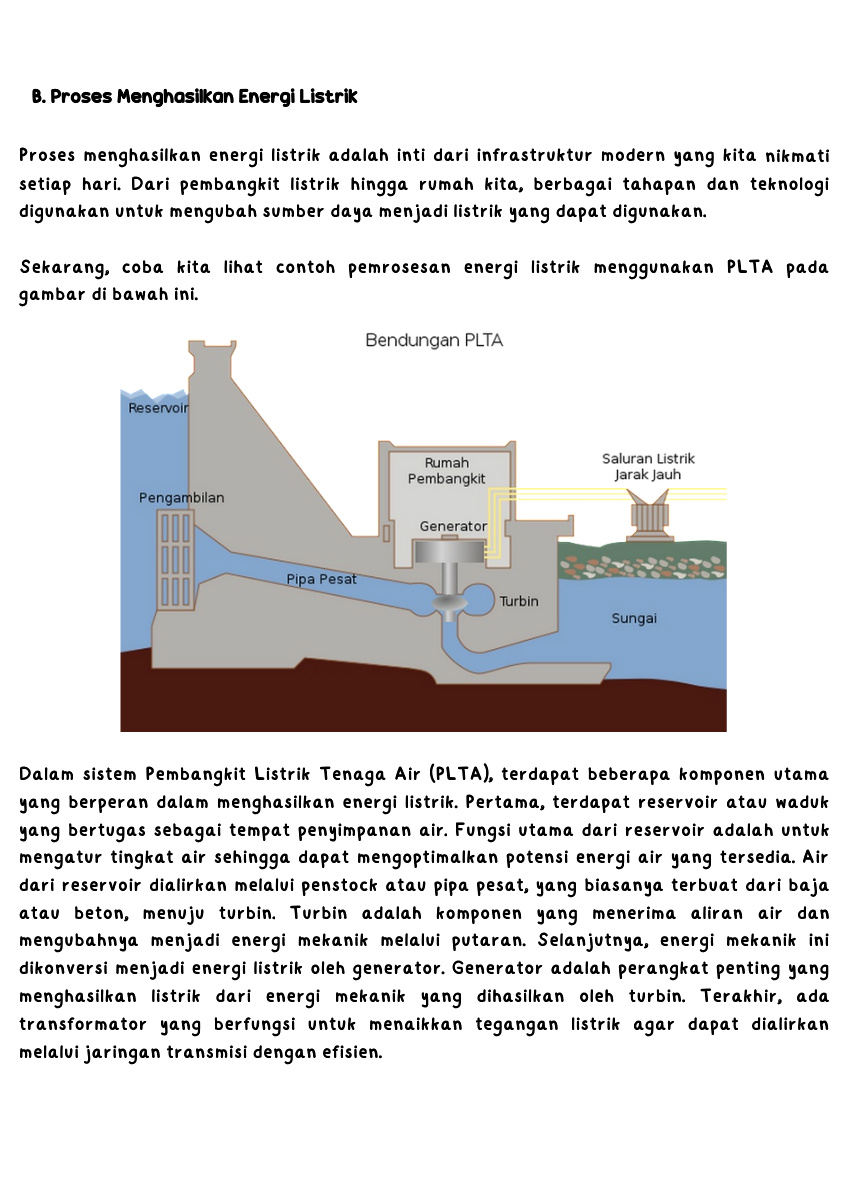 B. Proses Menghasilkan Energi Listrik
Proses menghasilkan energi listrik adalah inti dari infrastruktur modern yang kita nikmati
setiap hari. Dari pembangkit listrik hingga rumah kita, berbagai tahapan dan teknologi
digunakan untuk mengubah sumber daya menjadi listrik yang dapat digunakan.
Sekarang, coba kita lihat contoh pemrosesan energi listrik menggunakan PLTA pada
gambar di bawah ini.
Bendungan PLTA
Reservoir
Pengambilan
Pipa Pesat
Rumah
Pembangkit
Generator
Turbin
Saluran Listrik
Jarak Jauh
Sungai
Dalam sistem Pembangkit Listrik Tenaga Air (PLTA), terdapat beberapa komponen utama
yang berperan dalam menghasilkan energi listrik. Pertama, terdapat reservoir atau waduk
yang bertugas sebagai tempat penyimpanan air. Fungsi utama dari reservoir adalah untuk
mengatur tingkat air sehingga dapat mengoptimalkan potensi energi air yang tersedia. Air
dari reservoir dialirkan melalui penstock atau pipa pesat, yang biasanya terbuat dari baja
atau beton, menuju turbin. Turbin adalah komponen yang menerima aliran air dan
mengubahnya menjadi energi mekanik melalui putaran. Selanjutnya, energi mekanik ini
dikonversi menjadi energi listrik oleh generator. Generator adalah perangkat penting yang
menghasilkan listrik dari energi mekanik yang dihasilkan oleh turbin. Terakhir, ada
transformator yang berfungsi untuk menaikkan tegangan listrik agar dapat dialirkan
melalui jaringan transmisi dengan efisien.